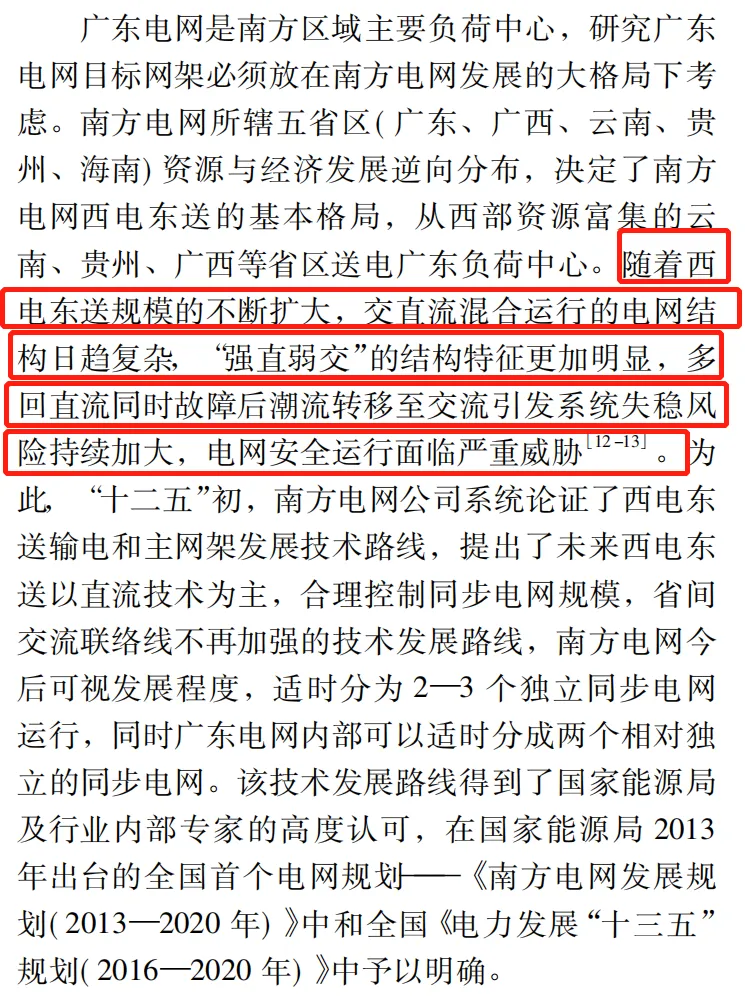 广东电网是南方区域主要负荷中心，研究广东
电网目标网架必须放在南方电网发展的大格局下考
虑。南方电网所辖五省区(广东、广西、云南、贵
州、海南)资源与经济发展逆向分布，决定了南方
电网西电东送的基本格局，从西部资源富集的云
南、贵州、广西等省区送电广东负荷中心。随着西
电东送规模的不断扩大，交直流混合运行的电网结
构日趋复杂，“强直弱交”的结构特征更加明显，多
回直流同时故障后潮流转移至交流引发系统失稳风
险持续加大，电网安全运行面临严重威胁[12-13]。为
此，“十二五”初，南方电网公司系统论证了西电东
送输电和主网架发展技术路线，提出了未来西电东
送以直流技术为主，合理控制同步电网规模，省间
交流联络线不再加强的技术发展路线，南方电网今
后可视发展程度，适时分为2—3个独立同步电网
运行，同时广东电网内部可以适时分成两个相对独
立的同步电网。该技术发展路线得到了国家能源局
及行业内部专家的高度认可，在国家能源局2013
年出台的全国首个电网规划——《南方电网发展规
划(2013—2020年)》中和全国《电力发展“十三五”
规划(2016—2020年)》中予以明确。